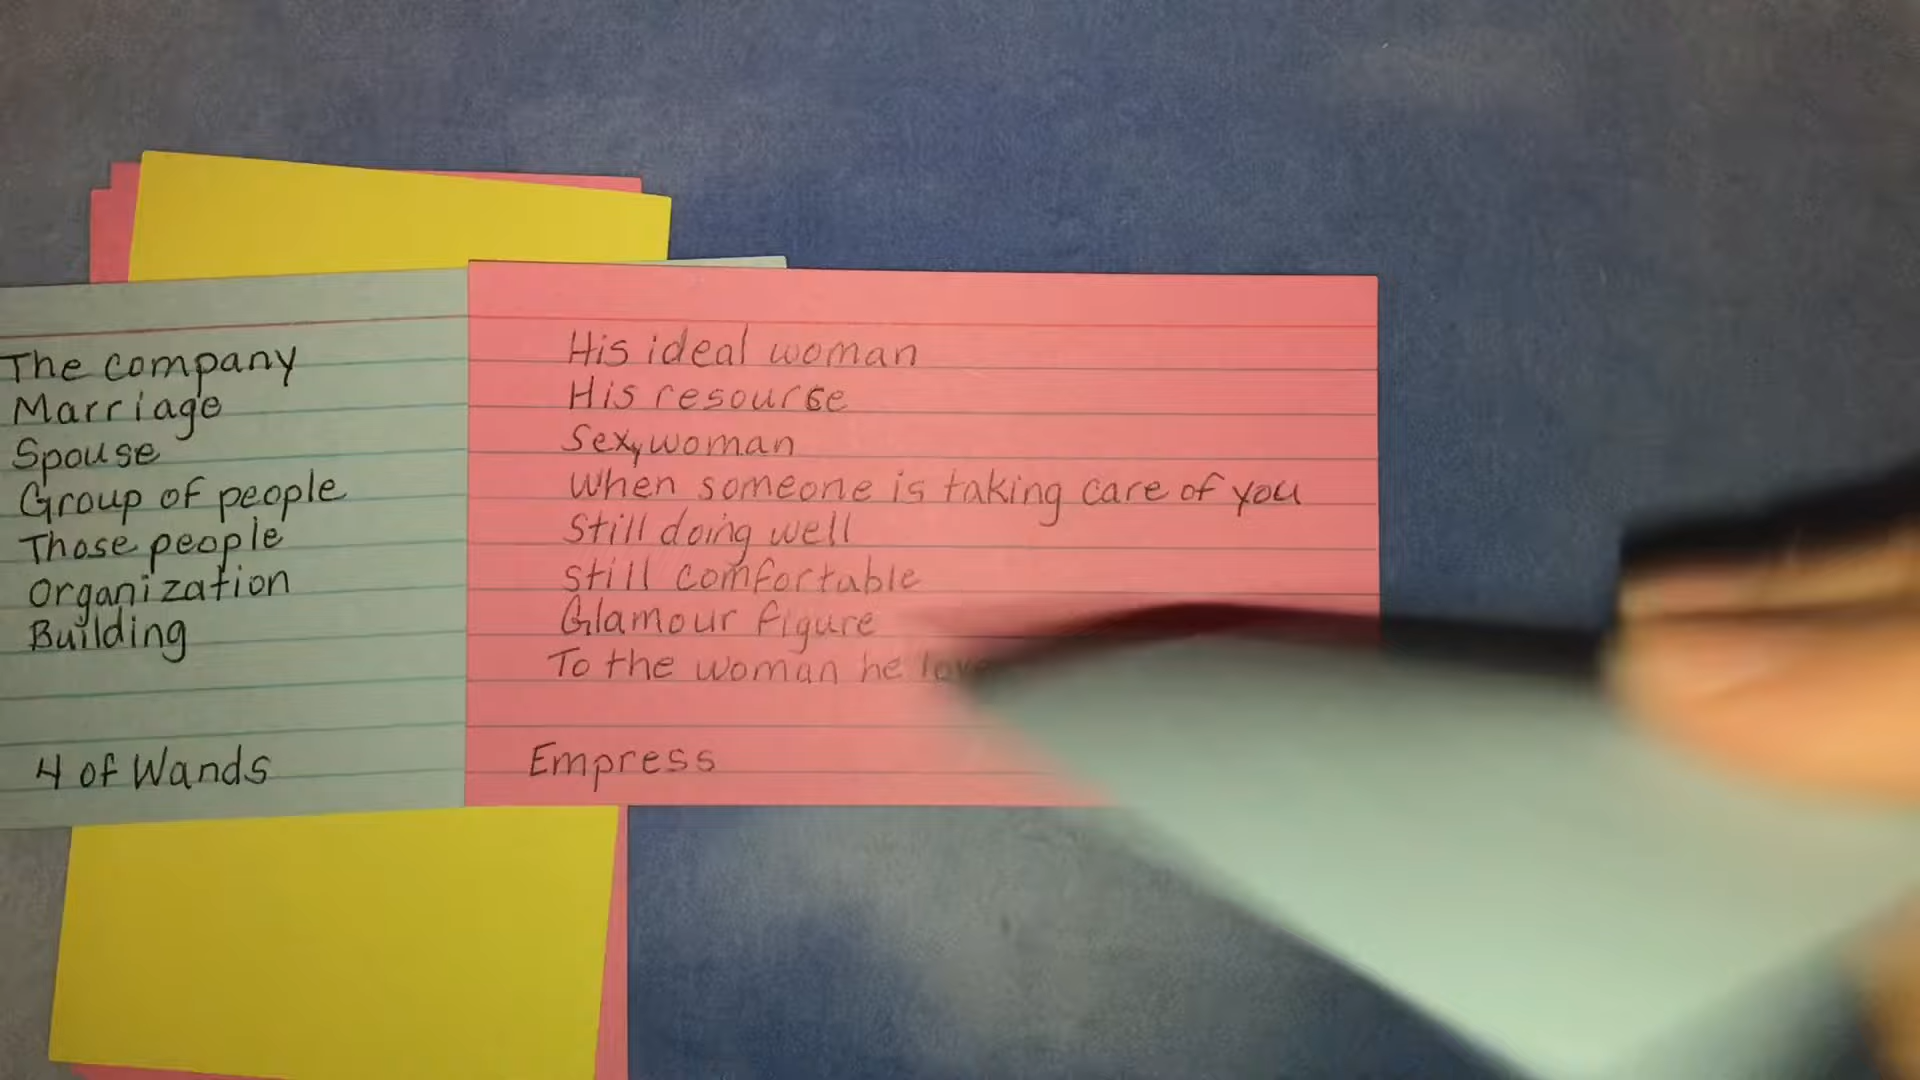 The company
Marriage
Spouse
Group of people
Those people
Organization
Building
4 of Wands
His ideal woman
His resource
Sexy woman
When someone is taking care of you
Still doing well
Still comfortable
Glamour figure
To the woman he
Empress